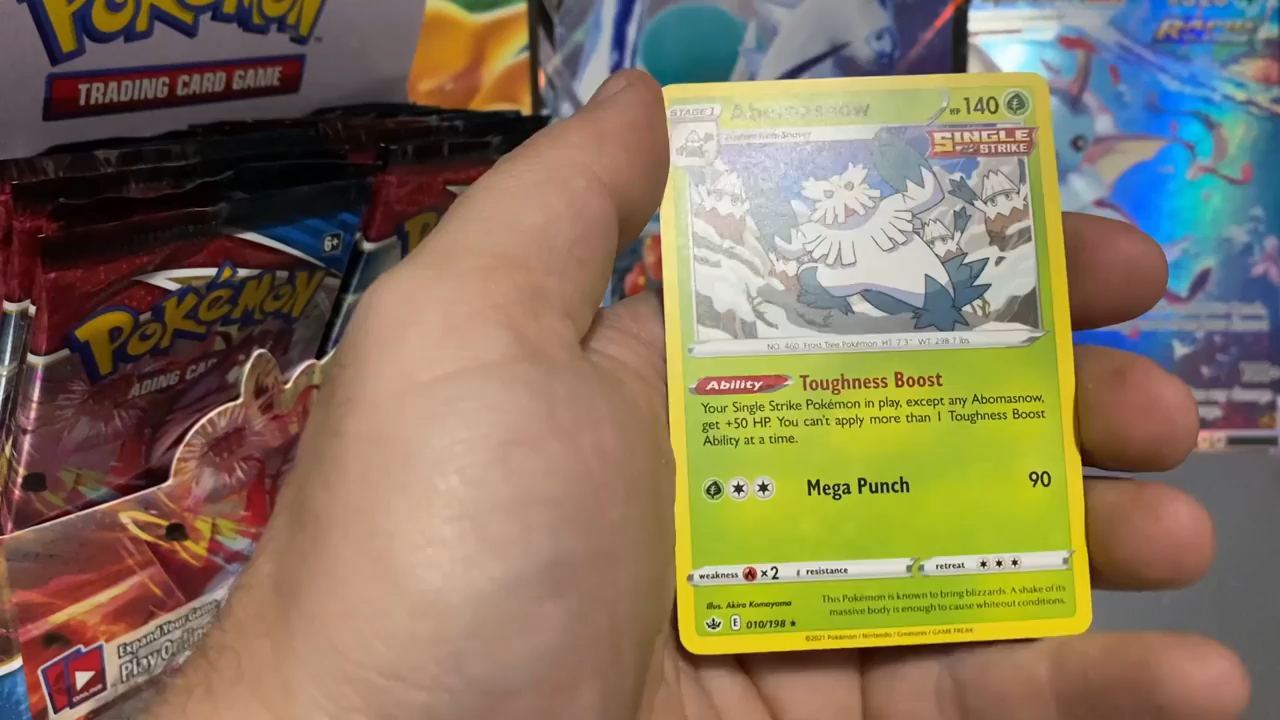 POKÉMON
TRADING CARD GAME
6+
POKÉMON
ADING CA
Expand Your Game
Play O
ONLINE
STAGE 1
Abomasnow
HP 140
SINGLE
STRIKE
NO. 460 Frost Tree Pokémon HT 7'3" WT 298.7 lbs
Ability Toughness Boost
Your Single Strike Pokémon in play, except any Abomasnow,
get +50 HP. You can't apply more than 1 Toughness Boost
Ability at a time.
Mega Punch 90
weakness ×2 resistance retreat
Illus. Akira Komayama
This Pokémon is known to bring blizzards. A shake of its
massive body is enough to cause whiteout conditions.
E 010/198 ★
©2021 Pokémon / Nintendo / Creatures / GAME FREAK